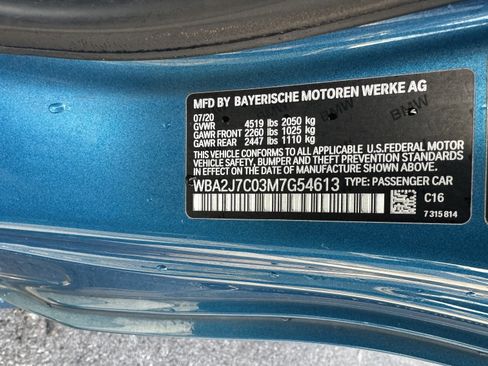 MFD BY BAYERISCHE MOTOREN WERKE AG
07/20
GVWR 4519 lbs 2050 kg
GAWR FRONT 2260 lbs 1025 kg
GAWR REAR 2447 lbs 1110 kg
THIS VEHICLE CONFORMS TO ALL APPLICABLE U.S. FEDERAL MOTOR
VEHICLE SAFETY, BUMPER, AND THEFT PREVENTION STANDARDS
IN EFFECT ON THE DATE OF MANUFACTURE SHOWN ABOVE.
WBA2J7C03M7G54613 TYPE: PASSENGER CAR
C16
7 315 814
BMW
BMW